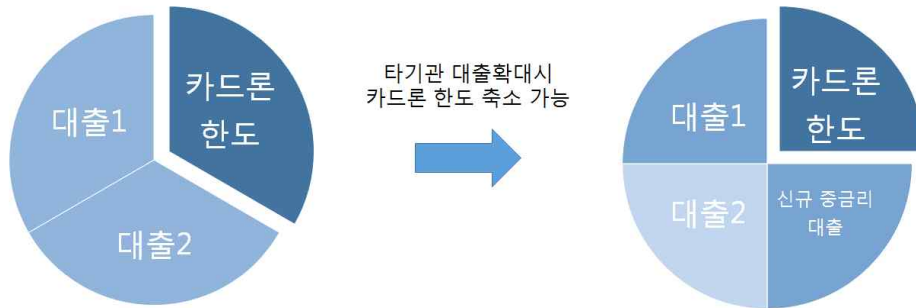 카드론
한도
대출1
대출2
타기관 대출확대시
카드론 한도 축소 가능
카드론
한도
대출1
대출2
신규 중금리
대출